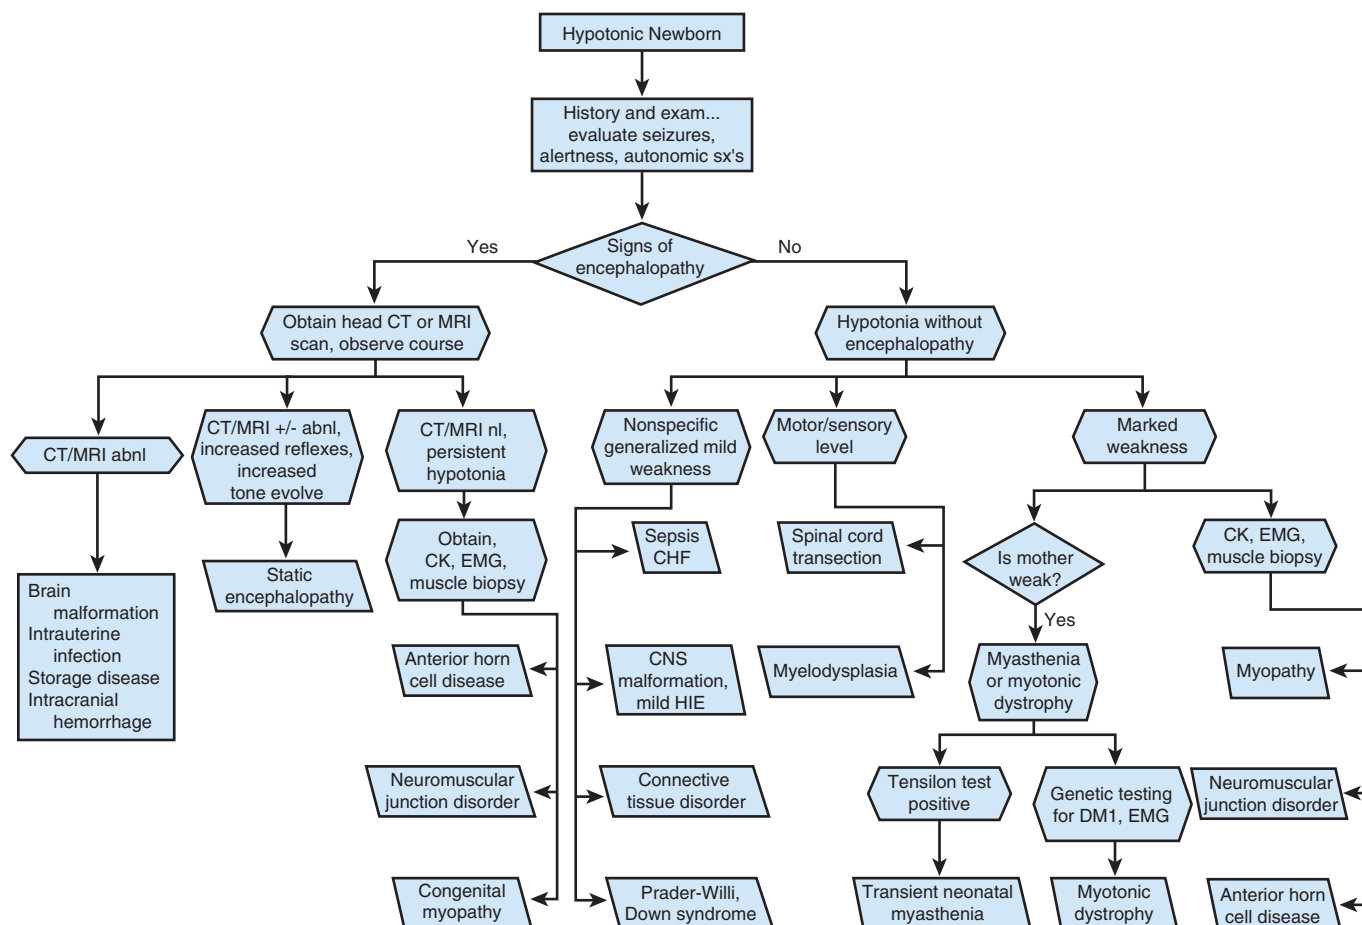 Hypotonic Newborn
History and exam...
evaluate seizures,
alertness, autonomic sx's
Signs of
encephalopathy
Yes
No
Obtain head CT or MRI
scan, observe course
Hypotonia without
encephalopathy
CT/MRI abnl
CT/MRI +/- abnl,
increased reflexes,
increased
tone evolve
CT/MRI nl,
persistent
hypotonia
Nonspecific
generalized mild
weakness
Motor/sensory
level
Marked
weakness
Brain
malformation
Intrauterine
infection
Storage disease
Intracranial
hemorrhage
Static
encephalopathy
Obtain,
CK, EMG,
muscle biopsy
Sepsis
CHF
Spinal cord
transection
Is mother
weak?
CK, EMG,
muscle biopsy
Yes
Anterior horn
cell disease
CNS
malformation,
mild HIE
Myelodysplasia
Myasthenia
or myotonic
dystrophy
Myopathy
Neuromuscular
junction disorder
Connective
tissue disorder
Tensilon test
positive
Genetic testing
for DM1, EMG
Neuromuscular
junction disorder
Congenital
myopathy
Prader-Willi,
Down syndrome
Transient neonatal
myasthenia
Myotonic
dystrophy
Anterior horn
cell disease